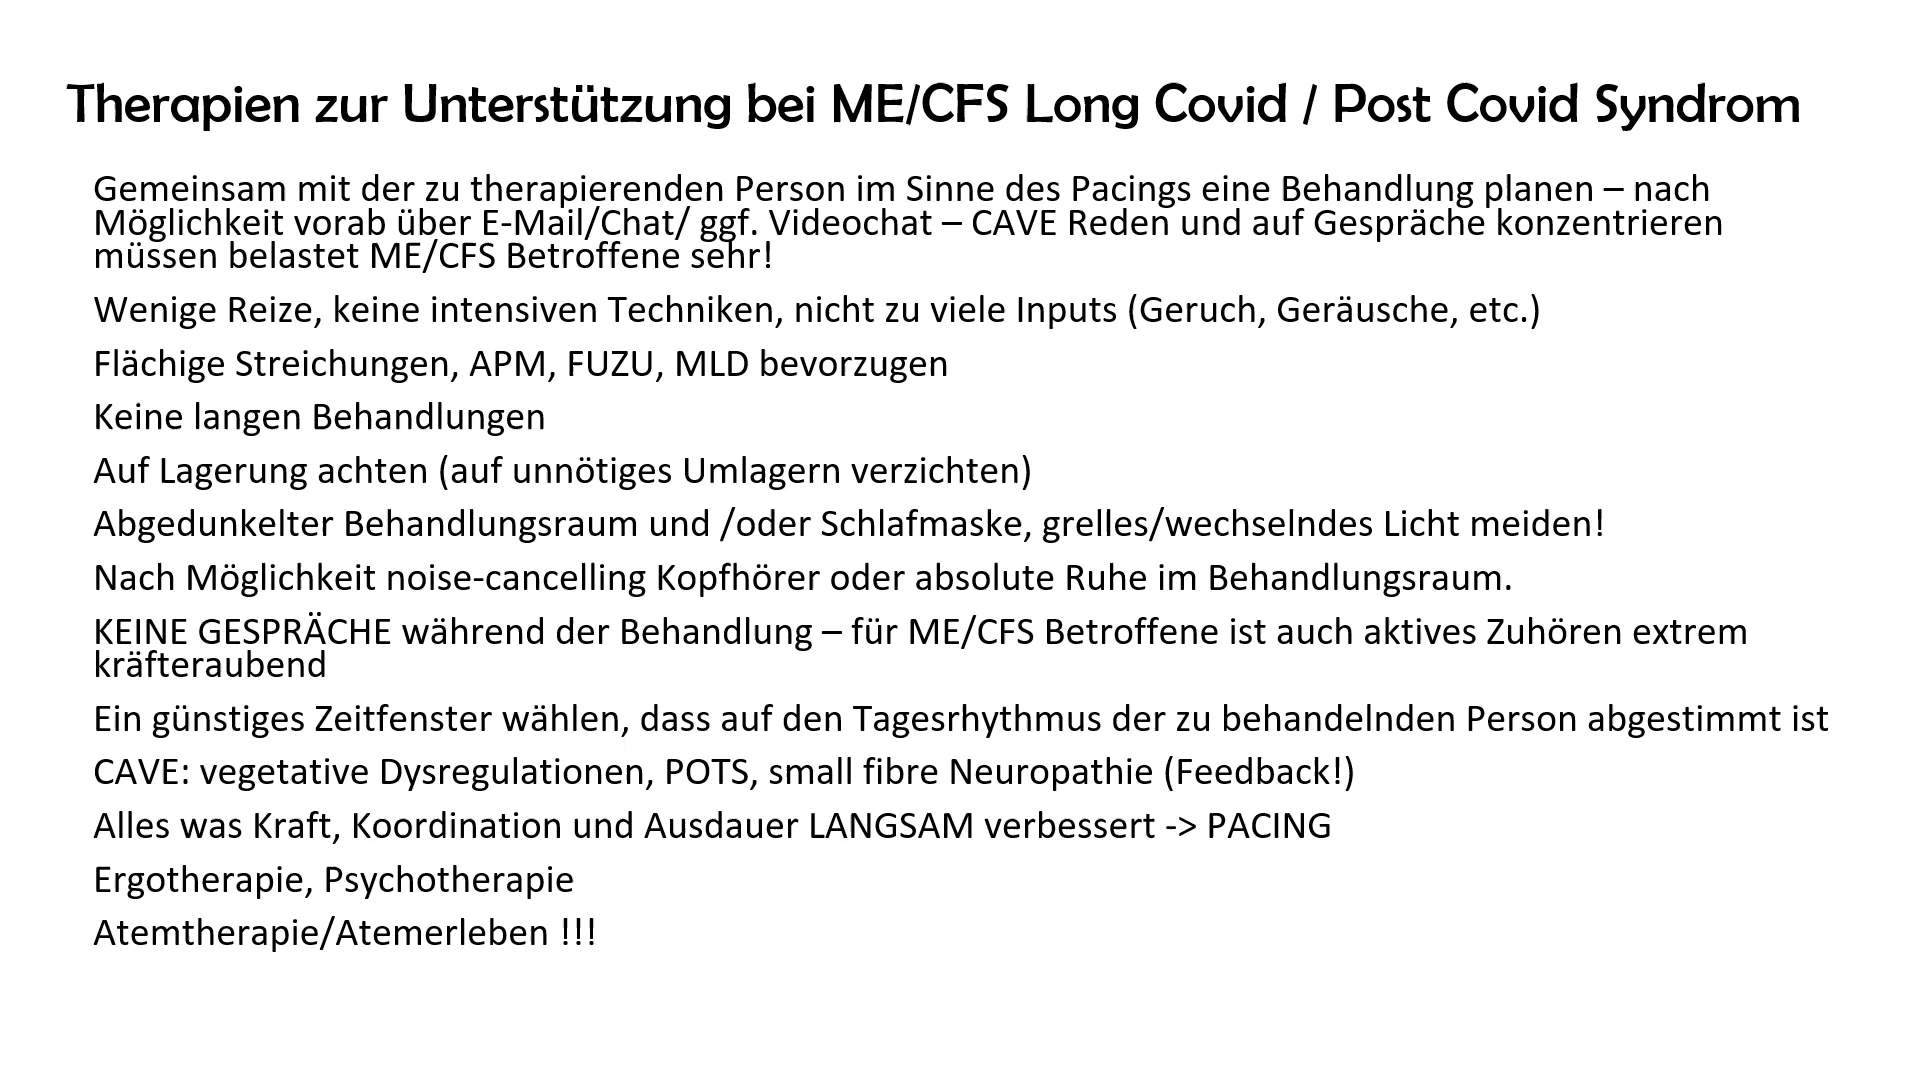 Therapien zur Unterstützung bei ME/CFS Long Covid / Post Covid Syndrom
Gemeinsam mit der zu therapierenden Person im Sinne des Pacings eine Behandlung planen – nach
Möglichkeit vorab über E-Mail/Chat/ ggf. Videochat – CAVE Reden und auf Gespräche konzentrieren
müssen belastet ME/CFS Betroffene sehr!
Wenige Reize, keine intensiven Techniken, nicht zu viele Inputs (Geruch, Geräusche, etc.)
Flächige Streichungen, APM, FUZU, MLD bevorzugen
Keine langen Behandlungen
Auf Lagerung achten (auf unnötiges Umlagern verzichten)
Abgedunkelter Behandlungsraum und /oder Schlafmaske, grelles/wechselndes Licht meiden!
Nach Möglichkeit noise-cancelling Kopfhörer oder absolute Ruhe im Behandlungsraum.
KEINE GESPRÄCHE während der Behandlung – für ME/CFS Betroffene ist auch aktives Zuhören extrem
kräfteraubend
Ein günstiges Zeitfenster wählen, dass auf den Tagesrhythmus der zu behandelnden Person abgestimmt ist
CAVE: vegetative Dysregulationen, POTS, small fibre Neuropathie (Feedback!)
Alles was Kraft, Koordination und Ausdauer LANGSAM verbessert -> PACING
Ergotherapie, Psychotherapie
Atemtherapie/Atemerleben !!!